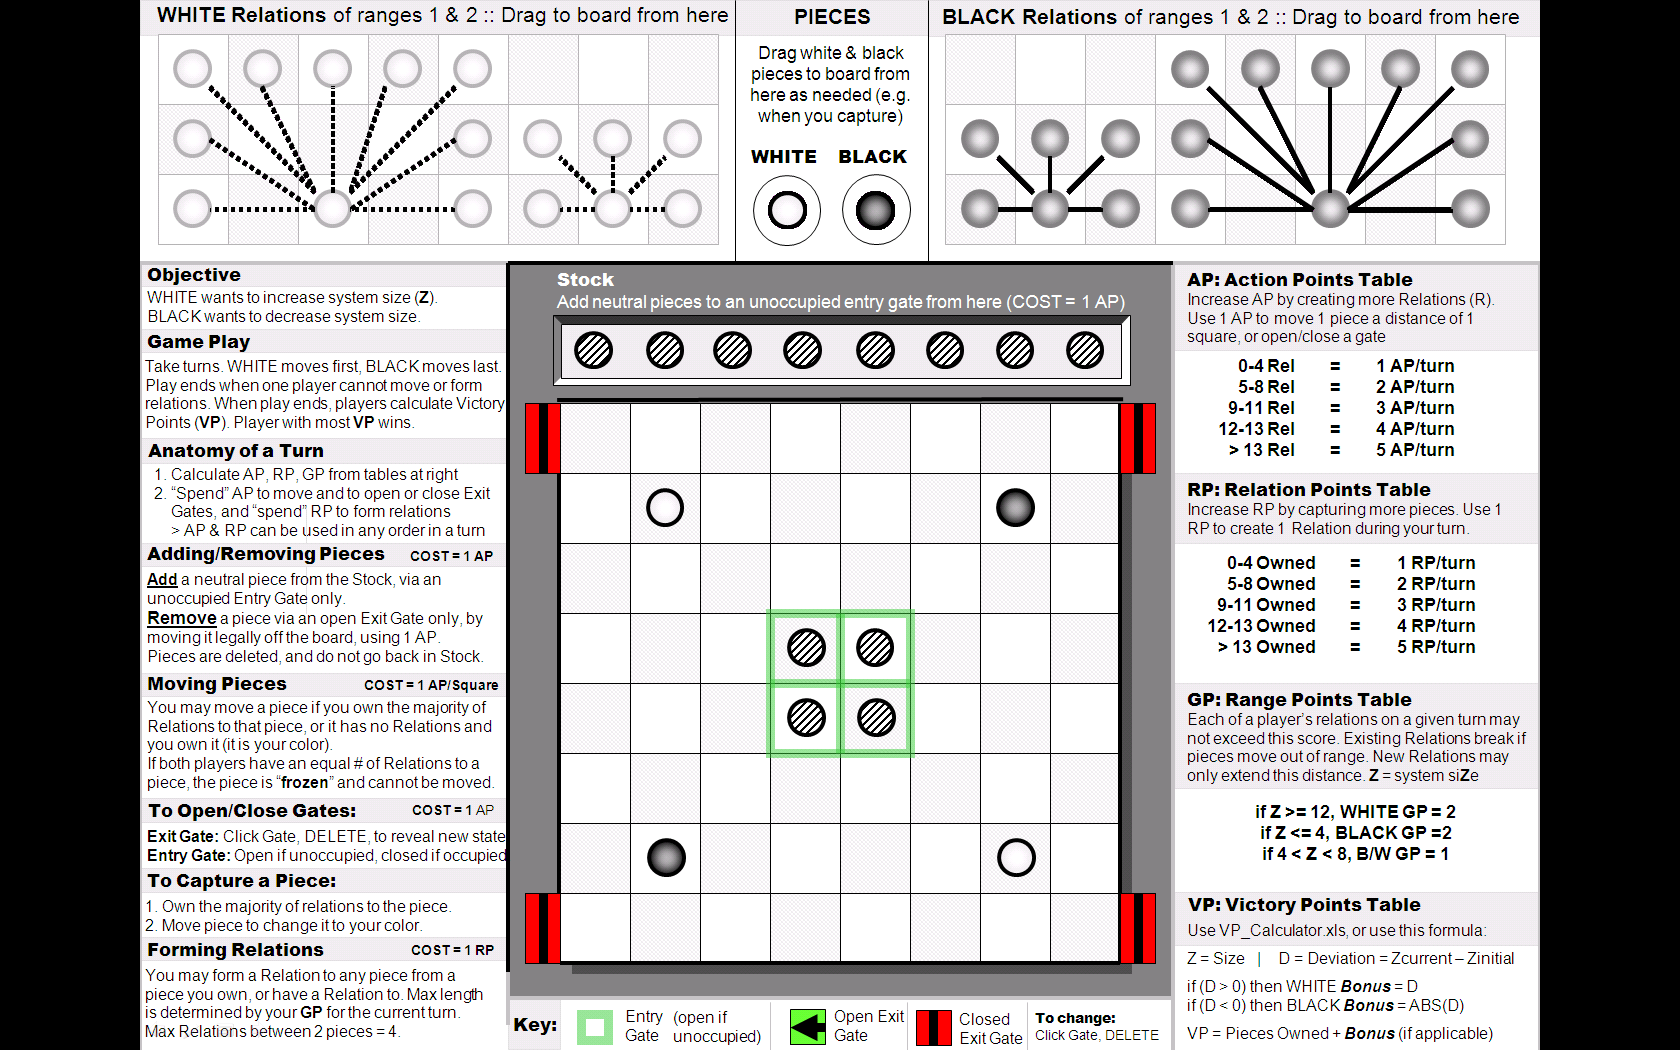 WHITE Relations of ranges 1 & 2 :: Drag to board from here
PIECES
Drag white & black
pieces to board from
here as needed (e.g.
when you capture)
WHITE BLACK
BLACK Relations of ranges 1 & 2 :: Drag to board from here
Objective
WHITE wants to increase system size (Z).
BLACK wants to decrease system size.
Game Play
Take turns. WHITE moves first, BLACK moves last.
Play ends when one player cannot move or form
relations. When play ends, players calculate Victory
Points (VP). Player with most VP wins.
Anatomy of a Turn
1. Calculate AP, RP, GP from tables at right
2. “Spend” AP to move and to open or close Exit
Gates, and “spend” RP to form relations
> AP & RP can be used in any order in a turn
Adding/Removing Pieces COST = 1 AP
Add a neutral piece from the Stock, via an
unoccupied Entry Gate only.
Remove a piece via an open Exit Gate only, by
moving it legally off the board, using 1 AP.
Pieces are deleted, and do not go back in Stock.
Moving Pieces COST = 1 AP/Square
You may move a piece if you own the majority of
Relations to that piece, or it has no Relations and
you own it (it is your color).
If both players have an equal # of Relations to a
piece, the piece is “frozen” and cannot be moved.
To Open/Close Gates: COST = 1 AP
Exit Gate: Click Gate, DELETE, to reveal new state
Entry Gate: Open if unoccupied, closed if occupied
To Capture a Piece:
1. Own the majority of relations to the piece.
2. Move piece to change it to your color.
Forming Relations COST = 1 RP
You may form a Relation to any piece from a
piece you own, or have a Relation to. Max length
is determined by your GP for the current turn.
Max Relations between 2 pieces = 4.
Stock
Add neutral pieces to an unoccupied entry gate from here (COST = 1 AP)
Key:
Entry (open if
Gate unoccupied)
Open Exit
Gate
Closed
Exit Gate
To change:
Click Gate, DELETE
AP: Action Points Table
Increase AP by creating more Relations (R).
Use 1 AP to move 1 piece a distance of 1
square, or open/close a gate
0-4 Rel = 1 AP/turn
5-8 Rel = 2 AP/turn
9-11 Rel = 3 AP/turn
12-13 Rel = 4 AP/turn
> 13 Rel = 5 AP/turn
RP: Relation Points Table
Increase RP by capturing more pieces. Use 1
RP to create 1 Relation during your turn.
0-4 Owned = 1 RP/turn
5-8 Owned = 2 RP/turn
9-11 Owned = 3 RP/turn
12-13 Owned = 4 RP/turn
> 13 Owned = 5 RP/turn
GP: Range Points Table
Each of a player’s relations on a given turn may
not exceed this score. Existing Relations break if
pieces move out of range. New Relations may
only extend this distance. Z = system siZe
if Z >= 12, WHITE GP = 2
if Z <= 4, BLACK GP =2
if 4 < Z < 8, B/W GP = 1
VP: Victory Points Table
Use VP_Calculator.xls, or use this formula:
Z = Size | D = Deviation = Zcurrent – Zinitial
if (D > 0) then WHITE Bonus = D
if (D < 0) then BLACK Bonus = ABS(D)
VP = Pieces Owned + Bonus (if applicable)